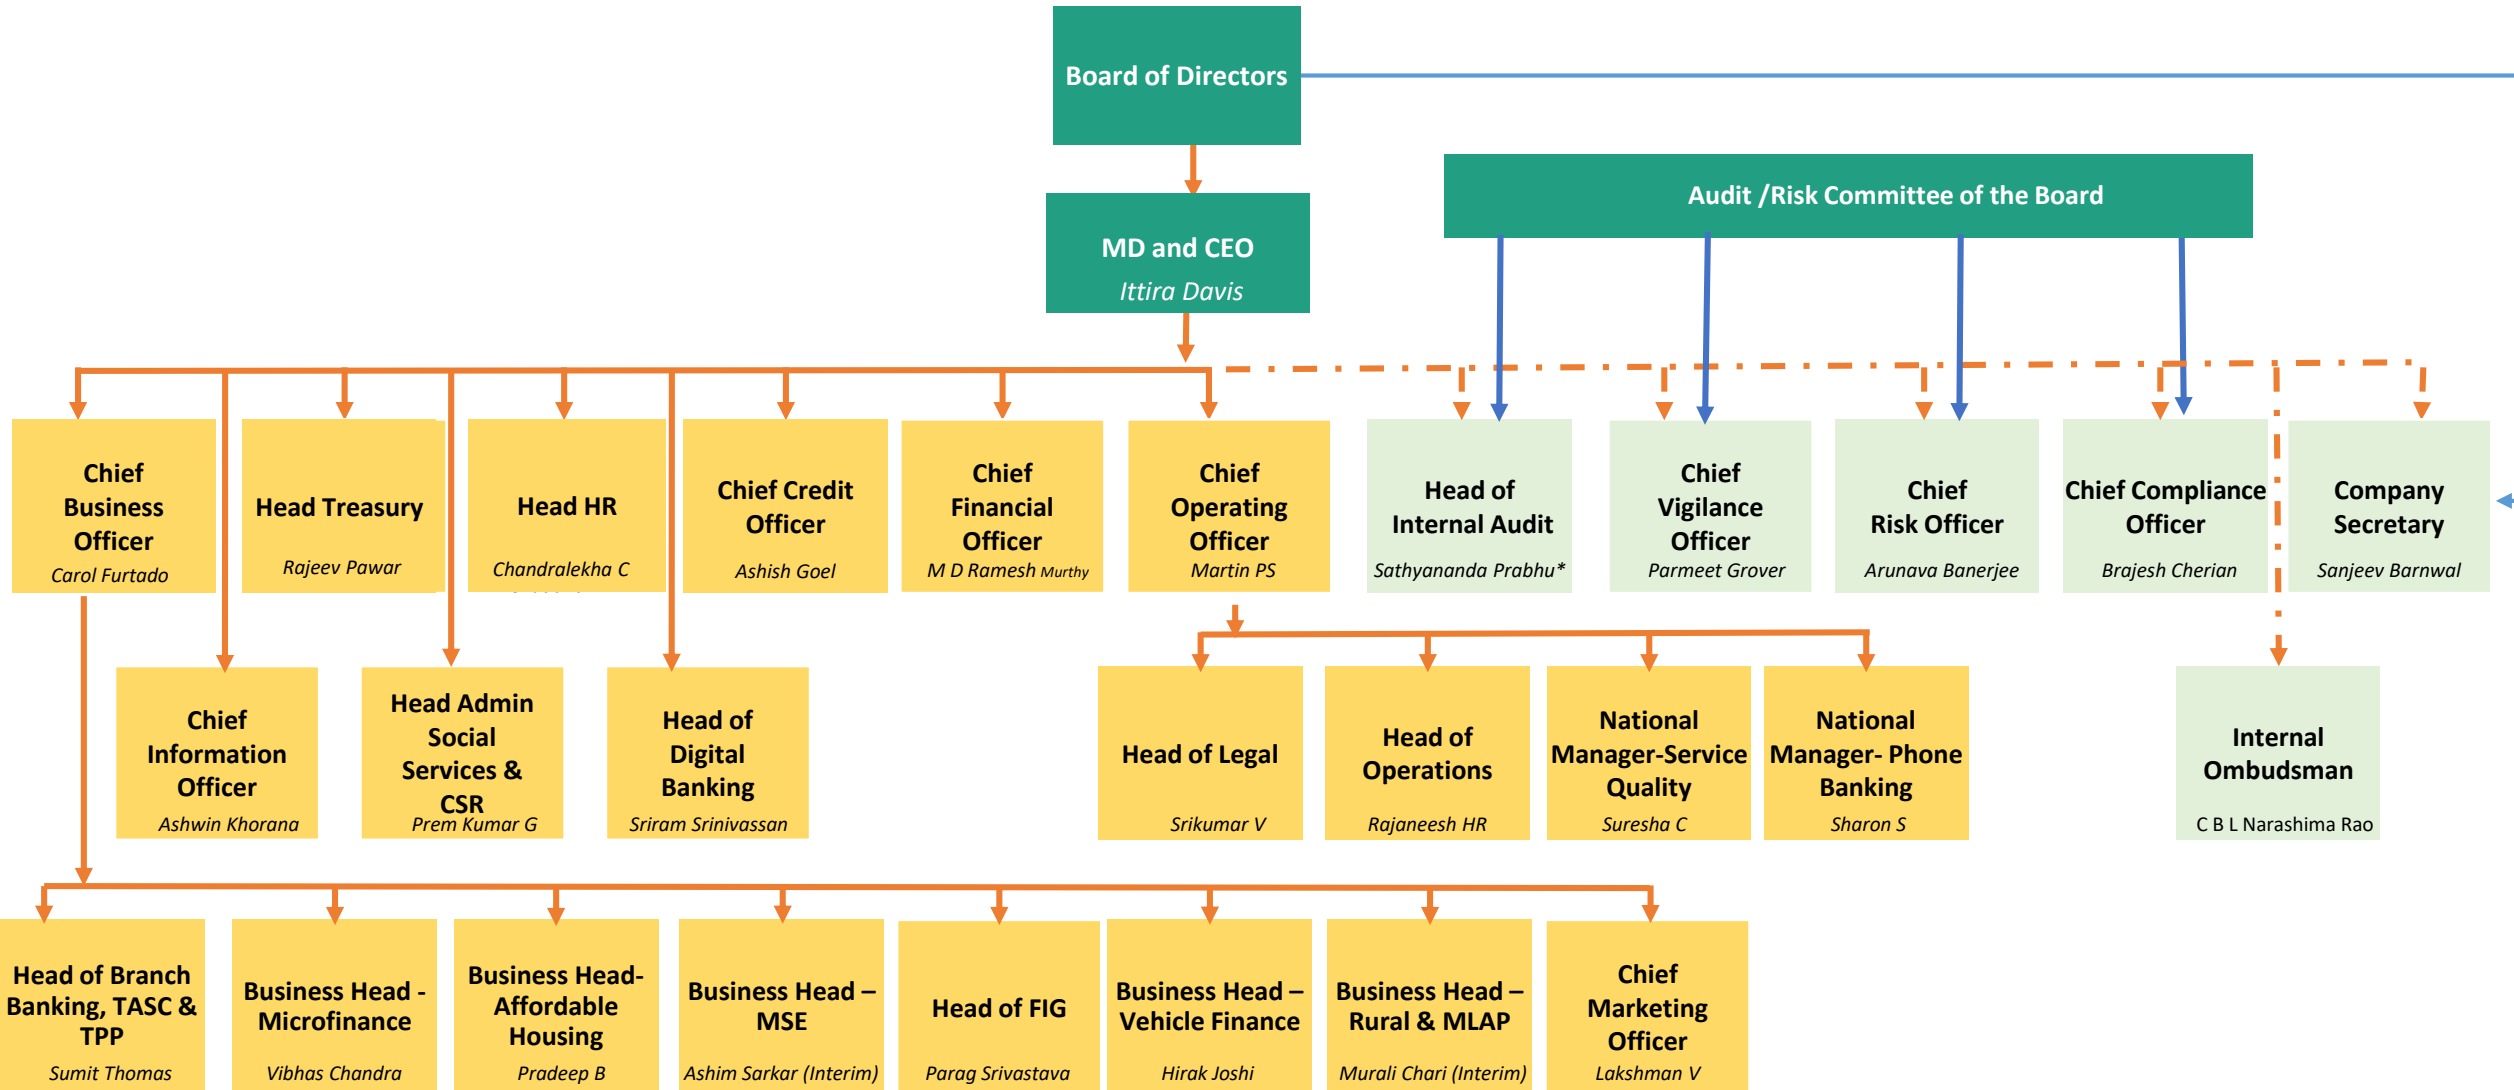 Board of Directors
Audit /Risk Committee of the Board
MD and CEO
Ittira Davis
Chief
Business
Officer
Carol Furtado
Head Treasury
Rajeev Pawar
Head HR
Chandralekha C
Chief Credit
Officer
Ashish Goel
Chief
Financial
Officer
M D Ramesh Murthy
Chief
Operating
Officer
Martin PS
Head of
Internal Audit
Sathyananda Prabhu*
Chief
Vigilance
Officer
Parmeet Grover
Chief
Risk Officer
Arunava Banerjee
Chief Compliance
Officer
Brajesh Cherian
Company
Secretary
Sanjeev Barnwal
Chief
Information
Officer
Ashwin Khorana
Head Admin
Social
Services &
CSR
Prem Kumar G
Head of
Digital
Banking
Sriram Srinivassan
Head of Legal
Srikumar V
Head of
Operations
Rajaneesh HR
National
Manager-Service
Quality
Suresha C
National
Manager- Phone
Banking
Sharon S
Internal
Ombudsman
C B L Narashima Rao
Head of Branch
Banking, TASC &
TPP
Sumit Thomas
Business Head -
Microfinance
Vibhas Chandra
Business Head-
Affordable
Housing
Pradeep B
Business Head –
MSE
Ashim Sarkar (Interim)
Head of FIG
Parag Srivastava
Business Head –
Vehicle Finance
Hirak Joshi
Business Head –
Rural & MLAP
Murali Chari (Interim)
Chief
Marketing
Officer
Lakshman V